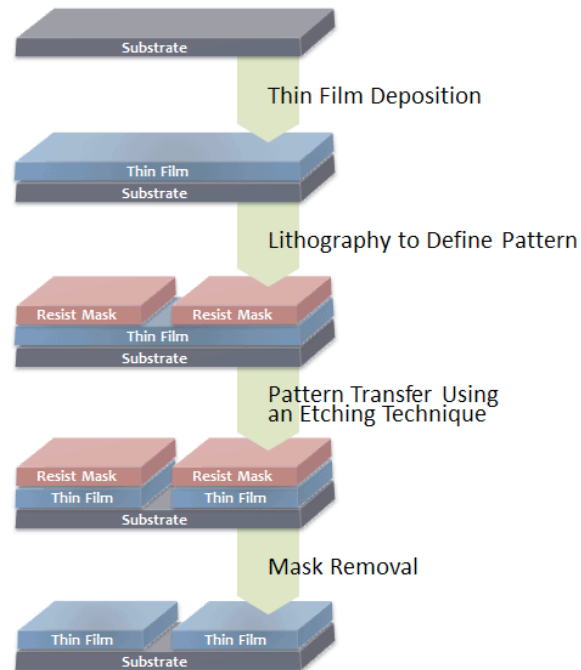 Substrate
Thin Film Deposition
Thin Film
Substrate
Lithography to Define Pattern
Resist Mask Resist Mask
Thin Film
Substrate
Pattern Transfer Using
an Etching Technique
Resist Mask Resist Mask
Thin Film Thin Film
Substrate
Mask Removal
Thin Film Thin Film
Substrate